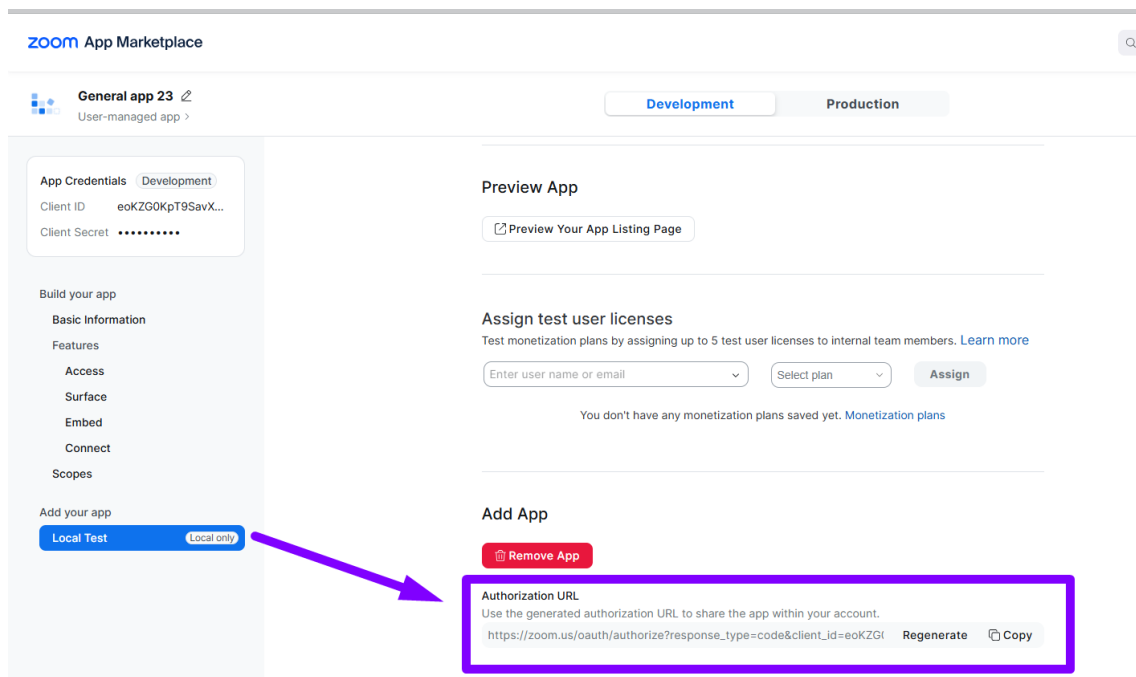 zoom App Marketplace
General app 23
User-managed app >
Development
Production
App Credentials Development
Client ID eoKZG0KpT9SavX...
Client Secret ••••••••••
Build your app
Basic Information
Features
Access
Surface
Embed
Connect
Scopes
Add your app
Local Test Local only
Preview App
Preview Your App Listing Page
Assign test user licenses
Test monetization plans by assigning up to 5 test user licenses to internal team members. Learn more
Enter user name or email Select plan Assign
You don't have any monetization plans saved yet. Monetization plans
Add App
Remove App
Authorization URL
Use the generated authorization URL to share the app within your account.
https://zoom.us/oauth/authorize?response_type=code&client_id=eoKZG( Regenerate Copy